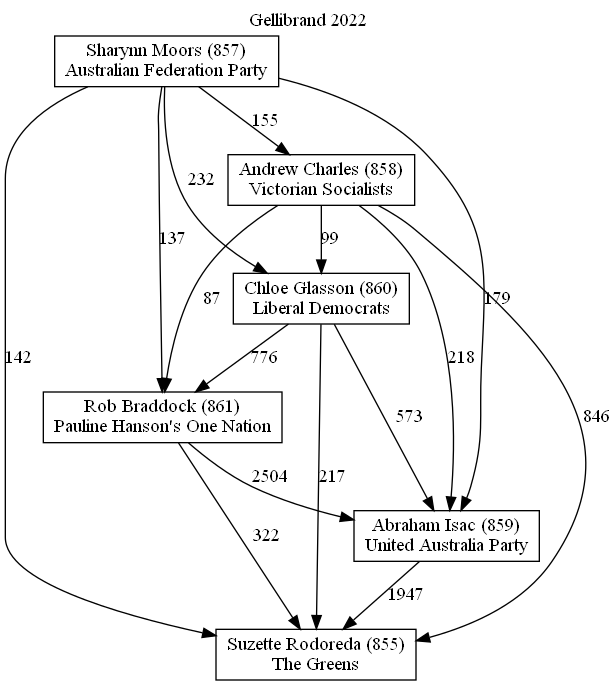 Gellibrand 2022
Sharynn Moors (857)
Australian Federation Party
155
Andrew Charles (858)
Victorian Socialists
232
137
99
Chloe Glasson (860)
Liberal Democrats
87
179
142
776
218
Rob Braddock (861)
Pauline Hanson's One Nation
573
846
2504
217
322
Abraham Isac (859)
United Australia Party
1947
Suzette Rodoreda (855)
The Greens